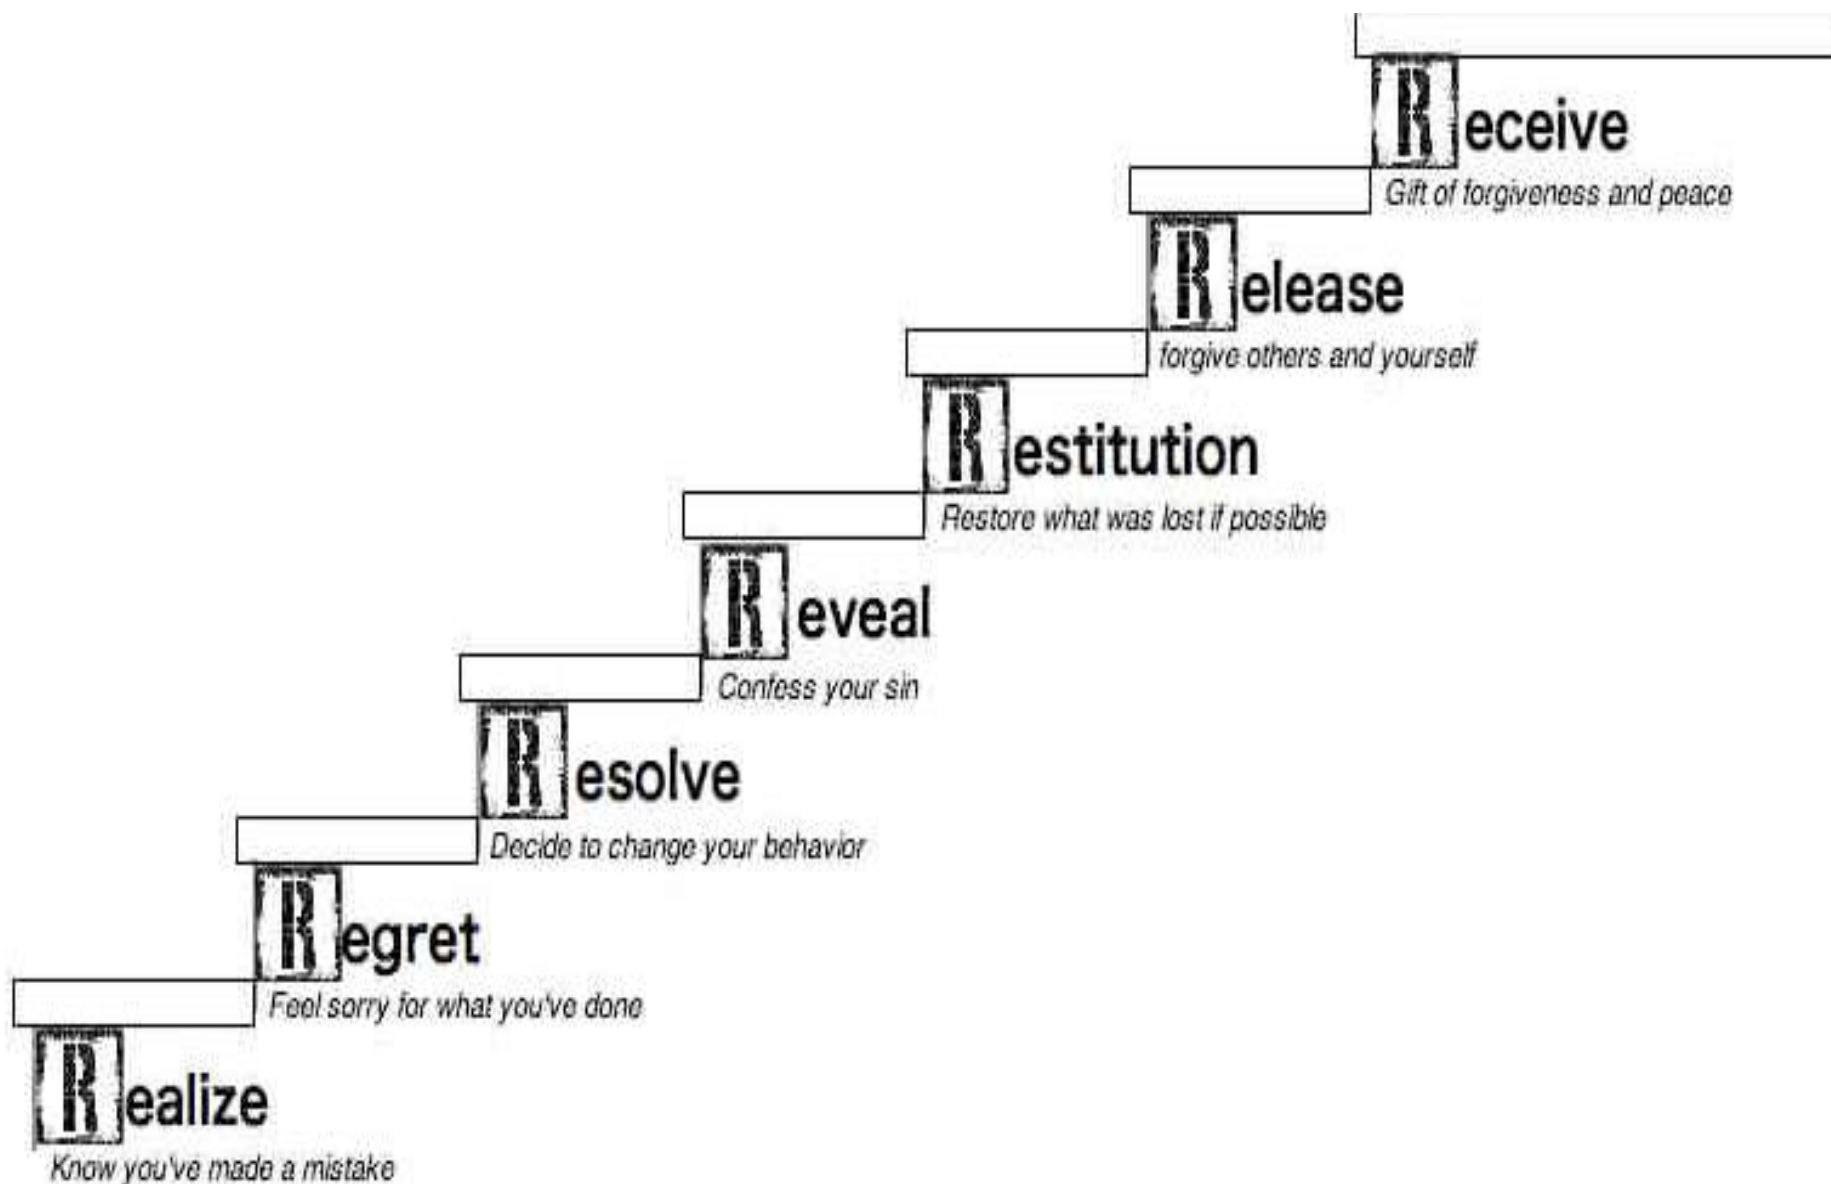 Receive
Gift of forgiveness and peace
Release
forgive others and yourself
Restitution
Restore what was lost if possible
Reveal
Confess your sin
Resolve
Decide to change your behavior
Regret
Feel sorry for what you've done
Realize
Know you've made a mistake